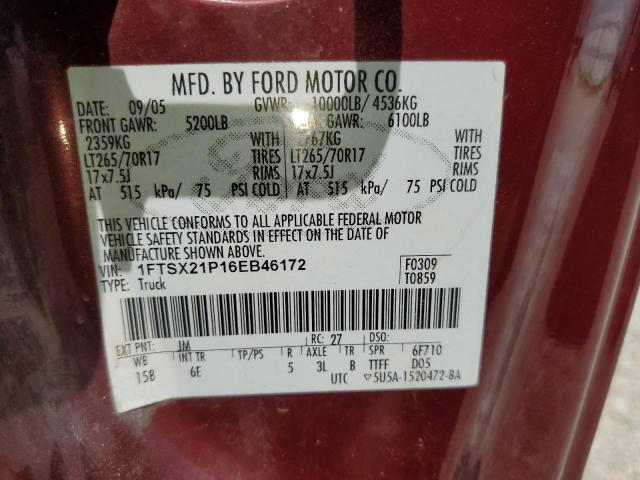 MFD. BY FORD MOTOR CO.
DATE: 09/05 GVWR: 10000LB/ 4536KG
FRONT GAWR: 5200LB GAWR: 6100LB
2359KG WITH 2767KG WITH
LT265/70R17 TIRES LT265/70R17 TIRES
17x7.5J RIMS 17x7.5J RIMS
AT 515 kPa/ 75 PSI COLD AT 515 kPa/ 75 PSI COLD
THIS VEHICLE CONFORMS TO ALL APPLICABLE FEDERAL MOTOR
VEHICLE SAFETY STANDARDS IN EFFECT ON THE DATE OF
MANUFACTURE SHOWN ABOVE.
VIN: 1FTSX21P16EB46172 F0309
TYPE: Truck T0859
EXT PNT: JM RC: 27 DSO:
WB INT TR TP/PS R AXLE TR SPR 6F710
15B 6E 5 3L B TTFF D05
UTC ▽5U5A-1520472-BA